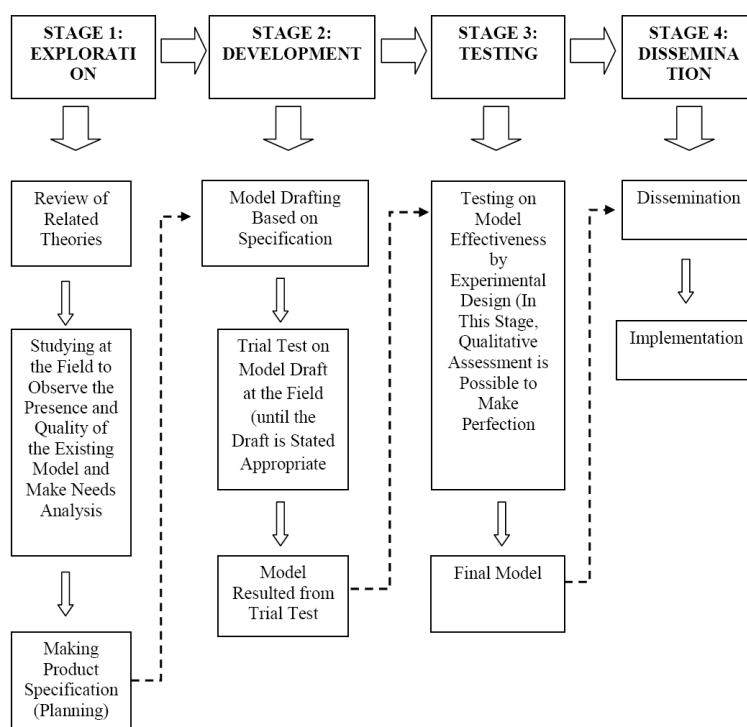 STAGE 1:
EXPLORATI
ON
STAGE 2:
DEVELOPMENT
STAGE 3:
TESTING
STAGE 4:
DISSEMINA
TION
Review of
Related
Theories
Studying at
the Field to
Observe the
Presence and
Quality of
the Existing
Model and
Make Needs
Analysis
Making
Product
Specification
(Planning)
Model Drafting
Based on
Specification
Trial Test on
Model Draft
at the Field
(until the
Draft is Stated
Appropriate
Model
Resulted from
Trial Test
Testing on
Model
Effectiveness
by
Experimental
Design (In
This Stage,
Qualitative
Assessment is
Possible to
Make
Perfection
Final Model
Dissemination
Implementation